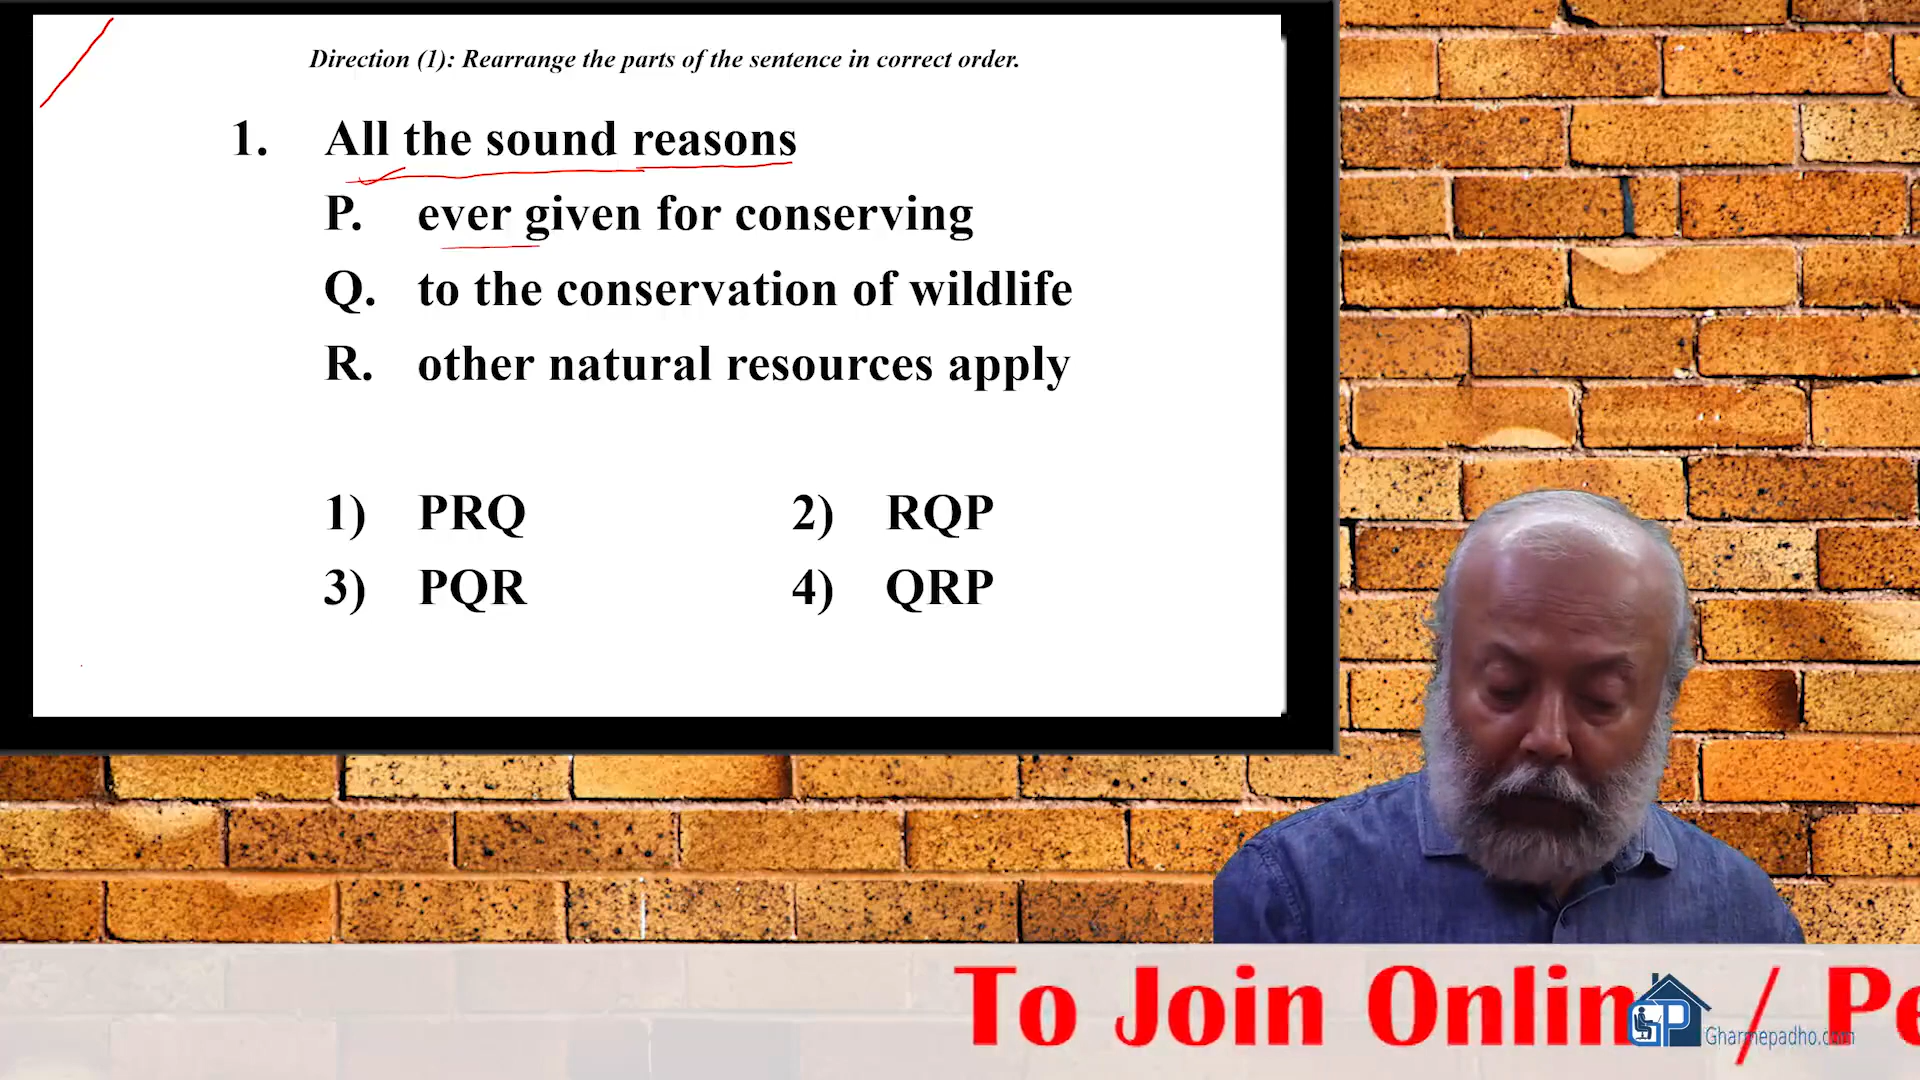 Direction (1): Rearrange the parts of the sentence in correct order.
1. All the sound reasons
P. ever given for conserving
Q. to the conservation of wildlife
R. other natural resources apply
1) PRQ 2) RQP
3) PQR 4) QRP
To Join Onlin / Pe
GP Gharmepadho.com